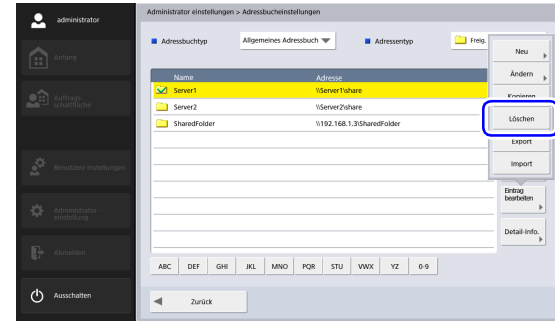 administrator
Anfang
Auftrags-
schaltfläche
Benutzerv instellungen
Administrator-
einstellung
Abmelden
Ausschalten
Administrator einstellungen > Adressbucheinstellungen
Adressbuchtyp
Allgemeines Adressbuch
Adressentyp
Freig.
Name
Adresse
Server1
\\Server1\share
Server2
\\Server2\share
SharedFolder
\\192.168.1.3\SharedFolder
Neu
Ändern
Kopieren
Löschen
Export
Import
Eintrag
bearbeiten
Detail-Info.
ABC DEF GHI JKL MNO PQR STU VWX YZ 0-9
Zurück